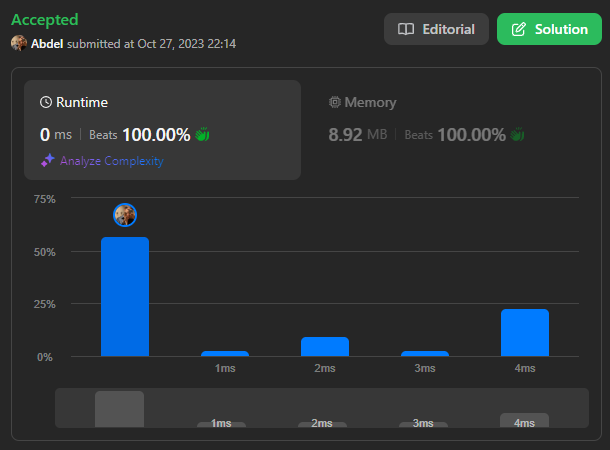 Accepted
Abdel submitted at Oct 27, 2023 22:14
Editorial
Solution
Runtime
0 ms | Beats 100.00%
Analyze Complexity
Memory
8.92 MB | Beats 100.00%
75%
50%
25%
0%
1ms 2ms 3ms 4ms
1ms 2ms 3ms 4ms